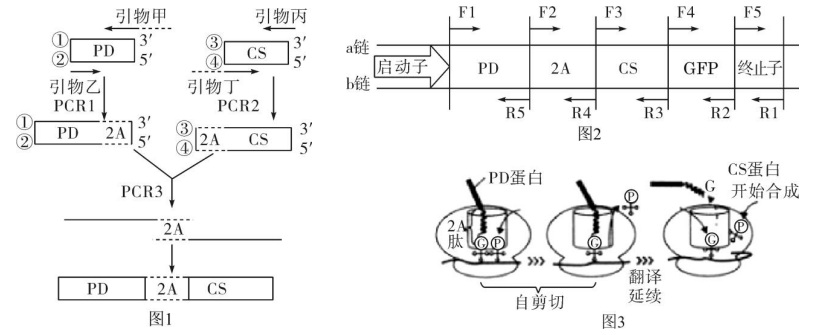 引物甲
引物丙
① PD 3′
② 5′
③ CS 3′
④ 5′
引物乙
引物丁
PCR1
PCR2
① PD 2A 3′
② 5′
③ 2A CS 3′
④ 5′
PCR3
2A
PD 2A CS
图1
F1 F2 F3 F4 F5
a链
启动子 PD 2A CS GFP 终止子
b链
R5 R4 R3 R2 R1
图2
PD蛋白
2A
肽
G P
G
P
G
G
P
CS蛋白
开始合成
自剪切
翻译
延续
图3